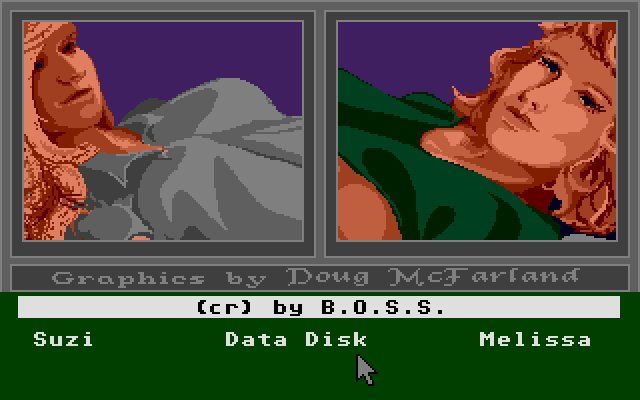 Graphics by Doug McFarland
(cr) by B.O.S.S.
Suzi Data Disk Melissa